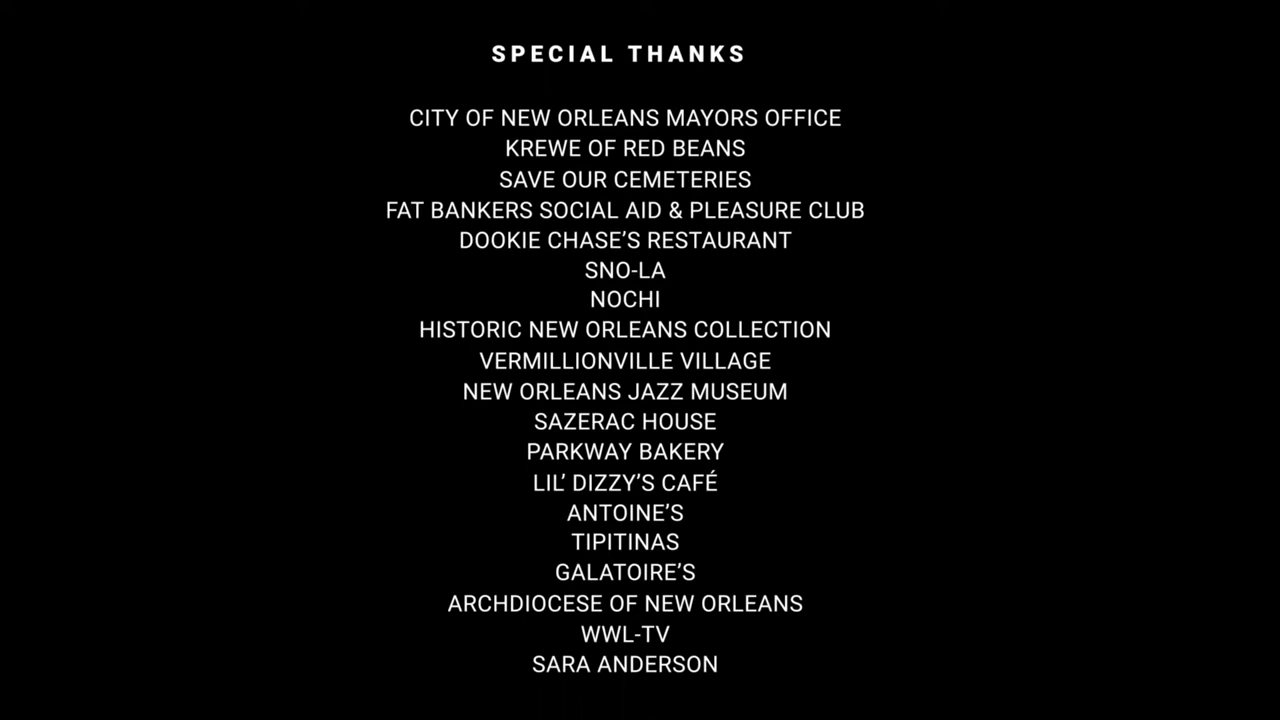 SPECIAL THANKS
CITY OF NEW ORLEANS MAYORS OFFICE
KREWE OF RED BEANS
SAVE OUR CEMETERIES
FAT BANKERS SOCIAL AID & PLEASURE CLUB
DOOKIE CHASE’S RESTAURANT
SNO-LA
NOCHI
HISTORIC NEW ORLEANS COLLECTION
VERMILLIONVILLE VILLAGE
NEW ORLEANS JAZZ MUSEUM
SAZERAC HOUSE
PARKWAY BAKERY
LIL’ DIZZY’S CAFÉ
ANTOINE’S
TIPITINAS
GALATOIRE’S
ARCHDIOCESE OF NEW ORLEANS
WWL-TV
SARA ANDERSON